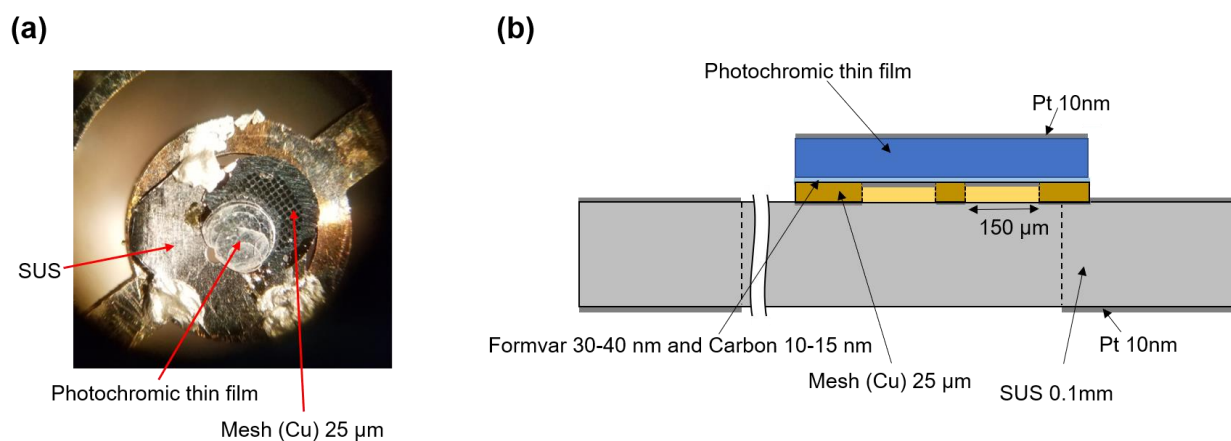 (a)
SUS
Photochromic thin film
Mesh (Cu) 25 µm
(b)
Photochromic thin film
Pt 10nm
150 µm
Formvar 30-40 nm and Carbon 10-15 nm
Pt 10nm
Mesh (Cu) 25 µm
SUS 0.1mm